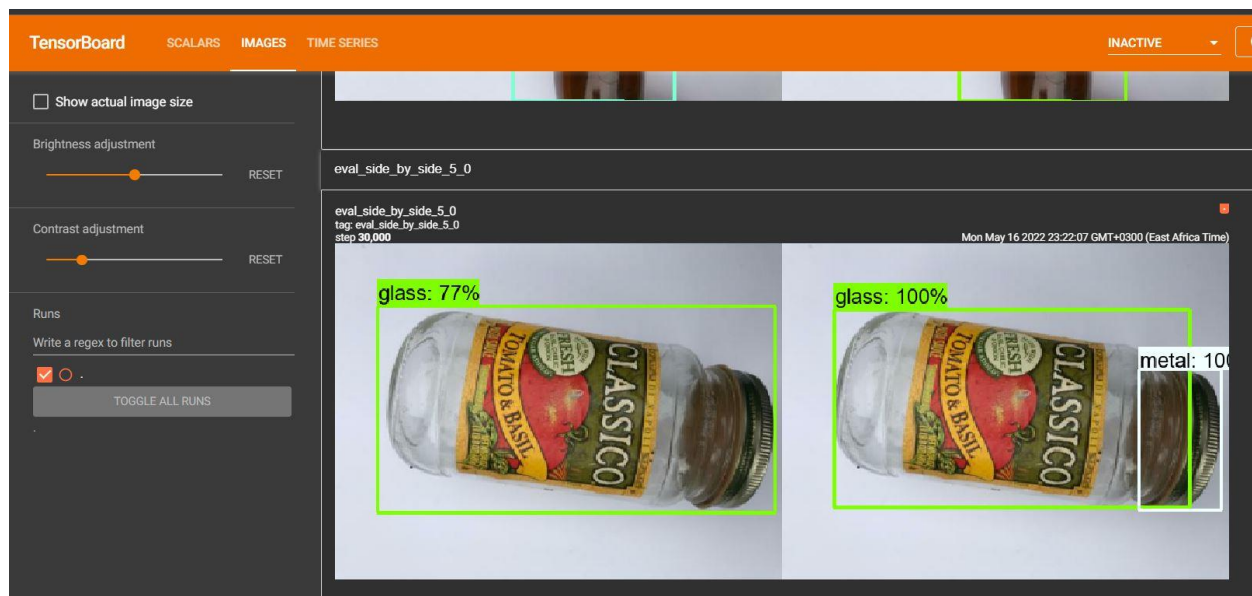 TensorBoard SCALARS IMAGES TIME SERIES INACTIVE
Show actual image size
Brightness adjustment
RESET
Contrast adjustment
RESET
Runs
Write a regex to filter runs
.
TOGGLE ALL RUNS
.
eval_side_by_side_5_0
eval_side_by_side_5_0
tag: eval_side_by_side_5_0
step 30,000 Mon May 16 2022 23:22:07 GMT+0300 (East Africa Time)
glass: 77%
FRESH
TOMATO & BASIL
CLASSICO
glass: 100%
metal: 10
FRESH
TOMATO & BASIL
CLASSICO